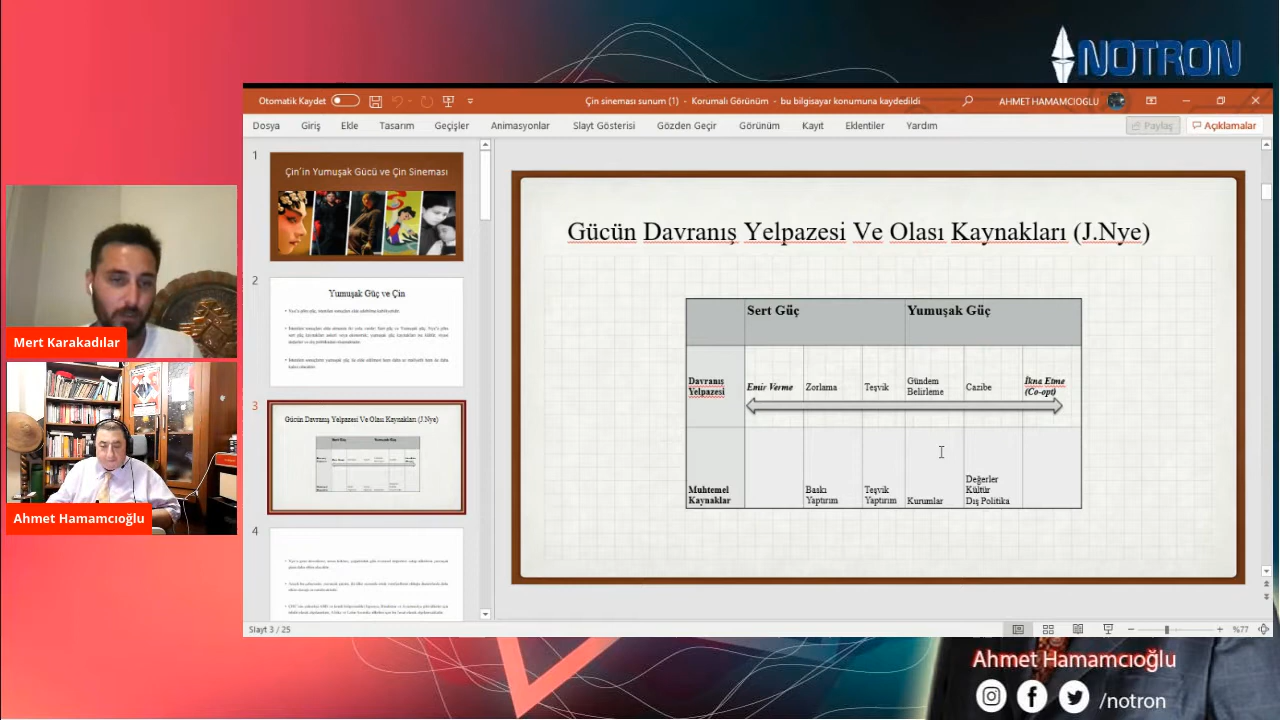 NOTRON
Otomatik Kaydet
Çin sineması sunum (1) - Korumalı Görünüm - bu bilgisayar konumuna kaydedildi
AHMET HAMAMCIOGLU
Dosya Giriş Ekle Tasarım Geçişler Animasyonlar Slayt Gösterisi Gözden Geçir Görünüm Kayıt Eklentiler Yardım
Paylaş
Açıklamalar
1
Çin'in Yumuşak Gücü ve Çin Sineması
2
Yumuşak Güç ve Çin
3
Gücün Davranış Yelpazesi Ve Olası Kaynakları (J.Nye)
4
Gücün Davranış Yelpazesi Ve Olası Kaynakları (J.Nye)
Sert Güç Yumuşak Güç
Davranış
Yelpazesi
Emir Verme
Zorlama
Teşvik
Gündem
Belirleme
Cazibe
İkna Etme
(Co-opt)
Muhtemel
Kaynaklar
Baskı
Yaptırım
Teşvik
Yaptırım
Kurumlar
Değerler
Kültür
Dış Politika
Slayt 3 / 25
%77
Mert Karakadılar
Ahmet Hamamcıoğlu
Ahmet Hamamcıoğlu
/notron